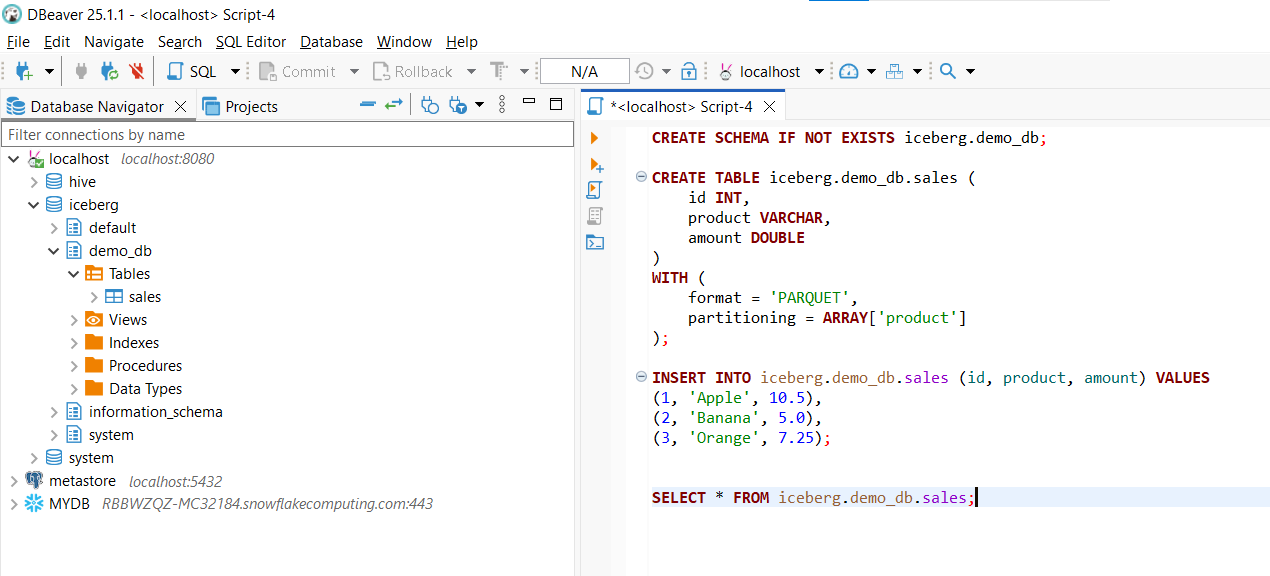 DBeaver 25.1.1 - <localhost> Script-4
File Edit Navigate Search SQL Editor Database Window Help
SQL Commit Rollback N/A localhost
Database Navigator Projects
*<localhost> Script-4
Filter connections by name
localhost localhost:8080
hive
iceberg
default
demo_db
Tables
sales
Views
Indexes
Procedures
Data Types
information_schema
system
system
metastore localhost:5432
MYDB RBBWZQZ-MC32184.snowflakecomputing.com:443
CREATE SCHEMA IF NOT EXISTS iceberg.demo_db;
CREATE TABLE iceberg.demo_db.sales (
    id INT,
    product VARCHAR,
    amount DOUBLE
)
WITH (
    format = 'PARQUET',
    partitioning = ARRAY['product']
);
INSERT INTO iceberg.demo_db.sales (id, product, amount) VALUES
(1, 'Apple', 10.5),
(2, 'Banana', 5.0),
(3, 'Orange', 7.25);
SELECT * FROM iceberg.demo_db.sales;